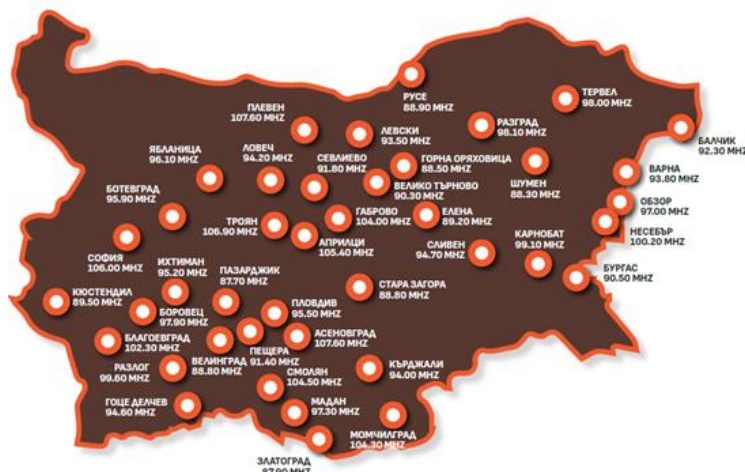 РУСЕ
88.90 MHZ
ТЕРВЕЛ
98.00 MHZ
ПЛЕВЕН
107.60 MHZ
ЛЕВСКИ
93.50 MHZ
РАЗГРАД
98.10 MHZ
БАЛЧИК
92.30 MHZ
ЯБЛАНИЦА
96.10 MHZ
ЛОВЕЧ
94.20 MHZ
СЕВЛИЕВО
91.80 MHZ
ГОРНА ОРЯХОВИЦА
88.50 MHZ
ШУМЕН
88.30 MHZ
ВАРНА
93.80 MHZ
БОТЕВГРАД
95.90 MHZ
ВЕЛИКО ТЪРНОВО
90.30 MHZ
ОБЗОР
97.00 MHZ
ТРОЯН
106.90 MHZ
ГАБРОВО
104.00 MHZ
ЕЛЕНА
89.20 MHZ
НЕСЕБЪР
100.20 MHZ
СОФИЯ
106.00 MHZ
АПРИЛЦИ
105.40 MHZ
СЛИВЕН
94.70 MHZ
КАРНОБАТ
99.10 MHZ
ИХТИМАН
95.20 MHZ
ПАЗАРДЖИК
87.70 MHZ
БУРГАС
90.50 MHZ
КЮСТЕНДИЛ
89.50 MHZ
СТАРА ЗАГОРА
88.80 MHZ
БОРОВЕЦ
97.90 MHZ
ПЛОВДИВ
95.50 MHZ
БЛАГОЕВГРАД
102.30 MHZ
АСЕНОВГРАД
107.60 MHZ
ПЕЩЕРА
91.40 MHZ
ВЕЛИНГРАД
88.80 MHZ
РАЗЛОГ
99.60 MHZ
СМОЛЯН
104.50 MHZ
КЪРДЖАЛИ
94.00 MHZ
ГОЦЕ ДЕЛЧЕВ
94.60 MHZ
МАДАН
97.30 MHZ
МОМЧИЛГРАД
104.30 MHZ
ЗЛАТОГРАД
87.90 MHZ